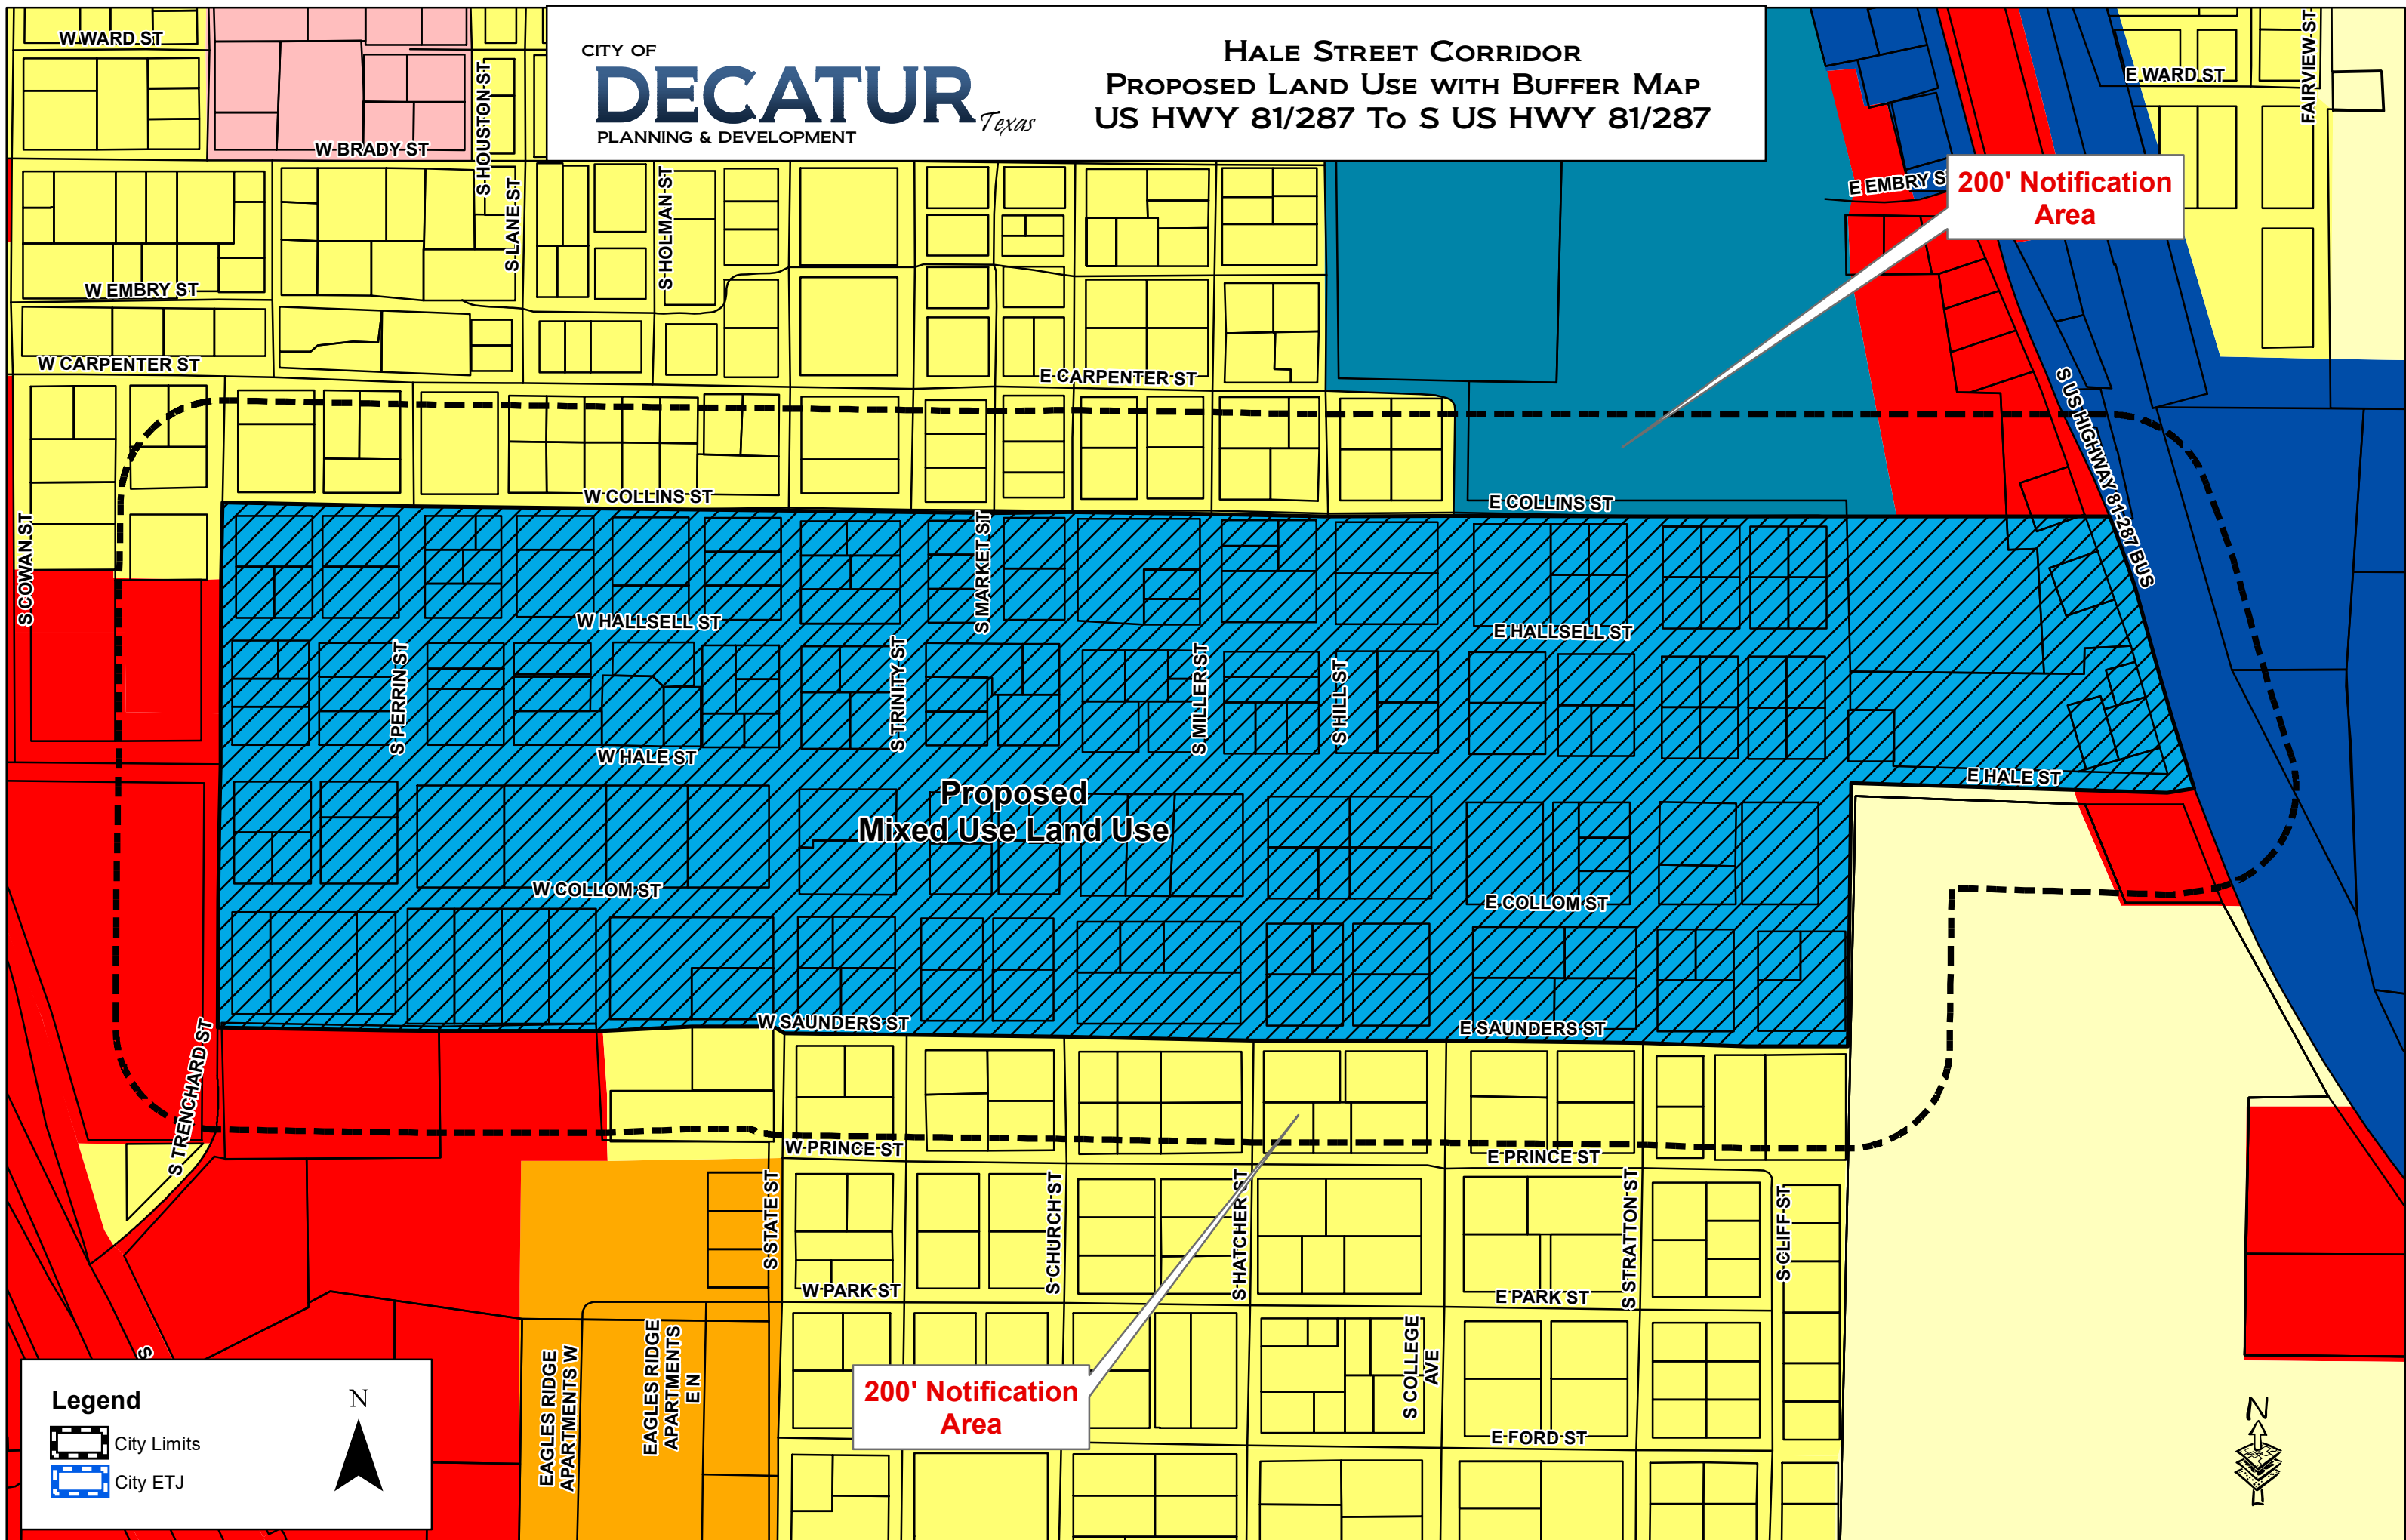 CITY OF
DECATUR
Texas
PLANNING & DEVELOPMENT
Hale Street Corridor
Proposed Land Use with Buffer Map
US HWY 81/287 To S US HWY 81/287
W WARD ST
S HOUSTON ST
W BRADY ST
S LANE ST
S HOLMAN ST
W EMBRY ST
W CARPENTER ST
E CARPENTER ST
E WARD ST
FAIRVIEW ST
E EMBRY S
200' Notification
Area
S US HIGHWAY 81-287 BUS
W COLLINS ST
E COLLINS ST
S COWAN ST
S MARKET ST
W HALLSELL ST
E HALLSELL ST
S PERRIN ST
S TRINITY ST
S MILLER ST
S HILL ST
W HALE ST
E HALE ST
Proposed
Mixed Use Land Use
W COLLOM ST
E COLLOM ST
W SAUNDERS ST
E SAUNDERS ST
S TRENCHARD ST
W PRINCE ST
E PRINCE ST
S STATE ST
S CHURCH ST
S HATCHER ST
S STRATTON ST
S CLIFF ST
W PARK ST
E PARK ST
S COLLEGE
AVE
EAGLES RIDGE
APARTMENTS W
EAGLES RIDGE
APARTMENTS
E N
200' Notification
Area
E FORD ST
S
Legend
N
City Limits
City ETJ
N